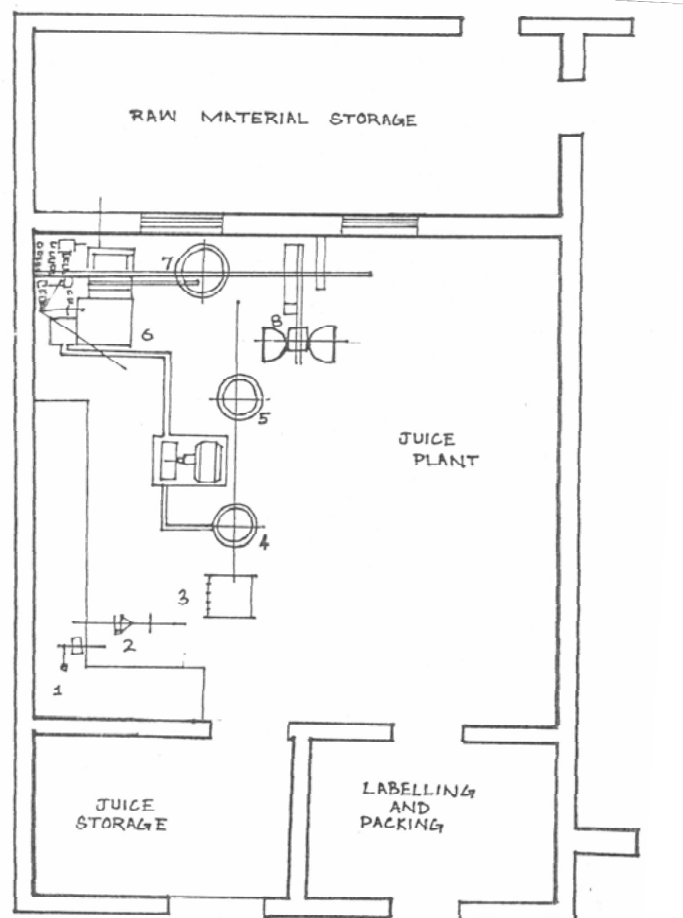 RAW MATERIAL STORAGE
7
8
6
5
JUICE
PLANT
4
3
2
1
JUICE
STORAGE
LABELLING
AND
PACKING